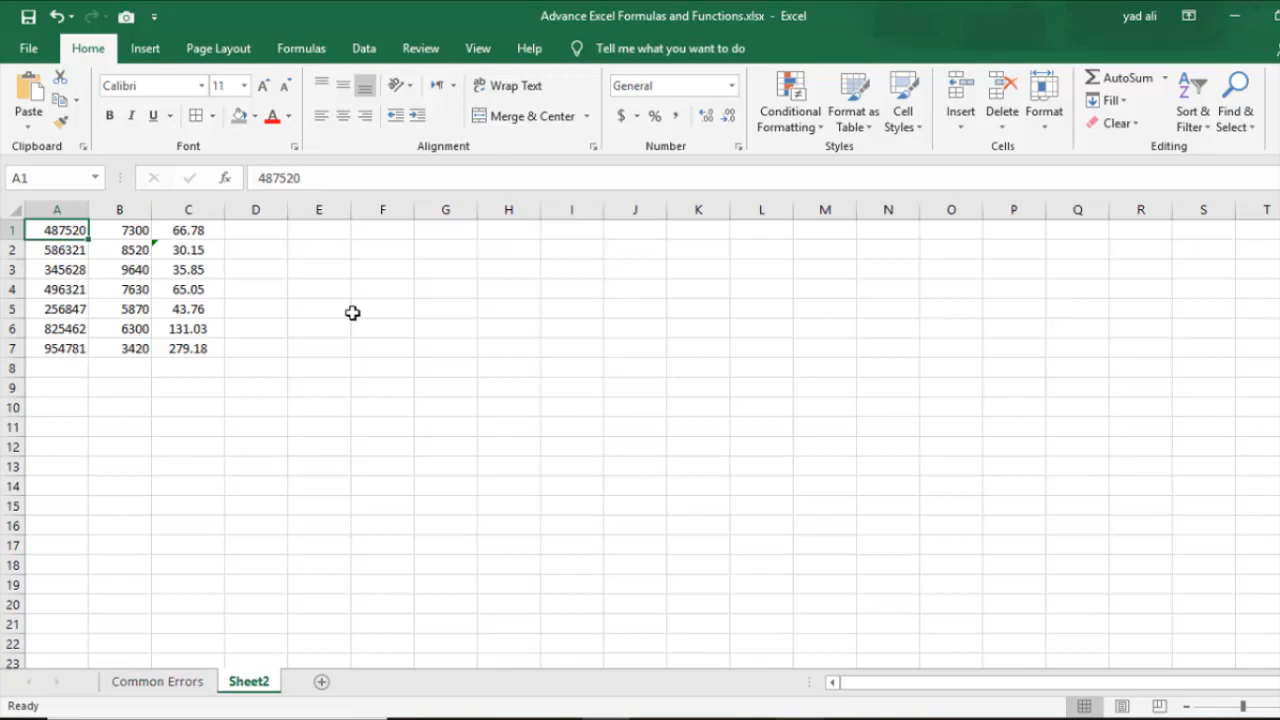 Advance Excel Formulas and Functions.xlsx - Excel
yad ali
File Home Insert Page Layout Formulas Data Review View Help Tell me what you want to do
Paste
Clipboard
Calibri 11
B I U A
Font
Wrap Text
Merge & Center
Alignment
General
$ % ,
Number
Conditional Formatting
Format as Table
Cell Styles
Styles
Insert Delete Format
Cells
AutoSum
Fill
Clear
Sort & Filter
Find & Select
Editing
A1 fx 487520
A B C D E F G H I J K L M N O P Q R S T
1 487520 7300 66.78
2 586321 8520 30.15
3 345628 9640 35.85
4 496321 7630 65.05
5 256847 5870 43.76
6 825462 6300 131.03
7 954781 3420 279.18
8
9
10
11
12
13
14
15
16
17
18
19
20
21
22
23
Common Errors Sheet2
Ready